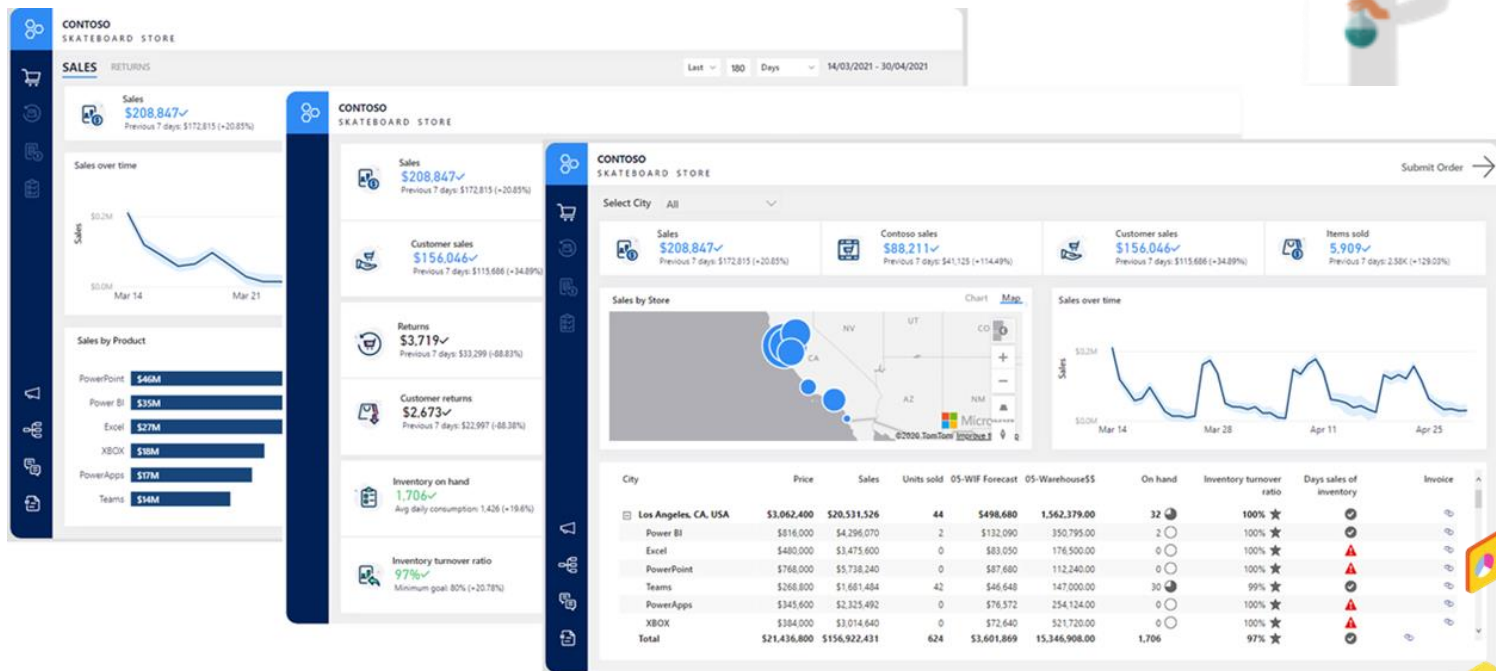 CONTOSO
SKATEBOARD STORE
SALES RETURNS
Last 180 Days 14/03/2021 - 30/04/2021
Sales
$208,847
Previous 7 days: $172,815 (+20.85%)
Sales over time
Sales
$0.2M
$0.0M
Mar 14 Mar 21
Sales by Product
PowerPoint $46M
Power BI $35M
Excel $27M
XBOX $18M
PowerApps $17M
Teams $14M
CONTOSO
SKATEBOARD STORE
Sales
$208,847
Previous 7 days: $172,815 (+20.85%)
Customer sales
$156,046
Previous 7 days: $115,686 (+34.89%)
Returns
$3,719
Previous 7 days: $33,299 (-88.83%)
Customer returns
$2,673
Previous 7 days: $22,997 (-88.38%)
Inventory on hand
1,706
Avg daily consumption: 1,426 (+19.6%)
Inventory turnover ratio
97%
Minimum goal: 80% (+20.78%)
CONTOSO
SKATEBOARD STORE
Submit Order
Select City All
Sales
$208,847
Previous 7 days: $172,815 (+20.85%)
Contoso sales
$88,211
Previous 7 days: $41,125 (+114.49%)
Customer sales
$156,046
Previous 7 days: $115,686 (+34.89%)
Items sold
5,909
Previous 7 days: 2.58K (+129.03%)
Sales by Store
Chart Map
NV UT CO
CA
AZ NM
©2020 TomTom Improve
Sales over time
Sales
$0.2M
$0.0M
Mar 14 Mar 28 Apr 11 Apr 25
City Price Sales Units sold 05-WIF Forecast 05-Warehouse$$ On hand Inventory turnover ratio Days sales of inventory Invoice
Los Angeles, CA, USA $3,062,400 $20,531,526 44 $498,680 1,562,379.00 32 100%
Power BI $816,000 $4,296,070 2 $132,090 350,795.00 2 100%
Excel $480,000 $3,475,600 0 $83,050 176,500.00 0 100%
PowerPoint $768,000 $5,738,240 0 $87,680 112,240.00 0 100%
Teams $268,800 $1,681,484 42 $46,648 147,000.00 30 99%
PowerApps $345,600 $2,325,492 0 $76,572 254,124.00 0 100%
XBOX $384,000 $3,014,640 0 $72,640 521,720.00 0 100%
Total $21,436,800 $156,922,431 624 $3,601,869 15,346,908.00 1,706 97%